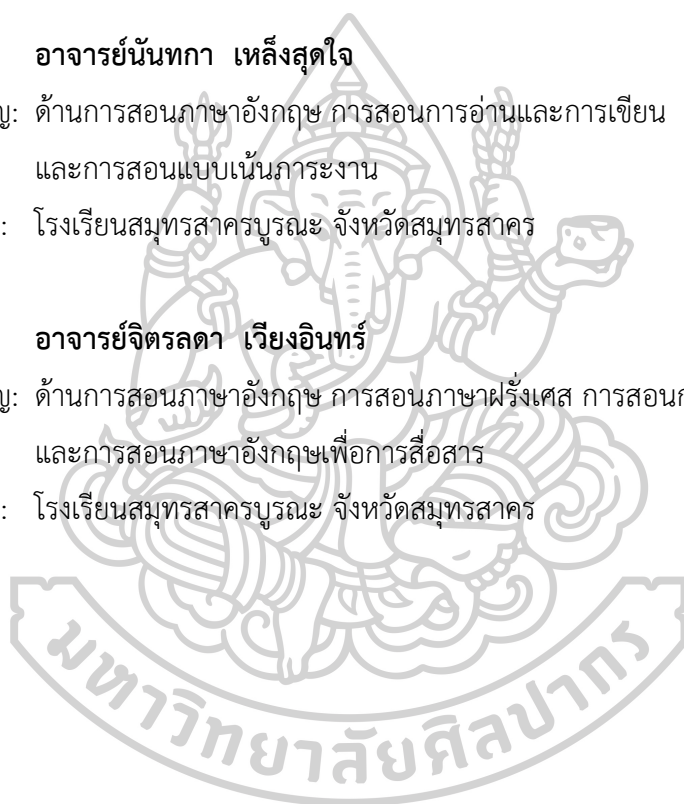 อาจารย์นันทกา เหล็งสุดใจ
ญ: ด้านการสอนภาษาอังกฤษ การสอนการอ่านและการเขียน
และการสอนแบบเน้นภาระงาน
: โรงเรียนสมุทรสาครบูรณะ จังหวัดสมุทรสาคร
อาจารย์จิตรลดา เวียงอินทร์
ญ: ด้านการสอนภาษาอังกฤษ การสอนภาษาฝรั่งเศส การสอนก
และการสอนภาษาอังกฤษเพื่อการสื่อสาร
: โรงเรียนสมุทรสาครบูรณะ จังหวัดสมุทรสาคร
มหาวิทยาลัยศิลปากร